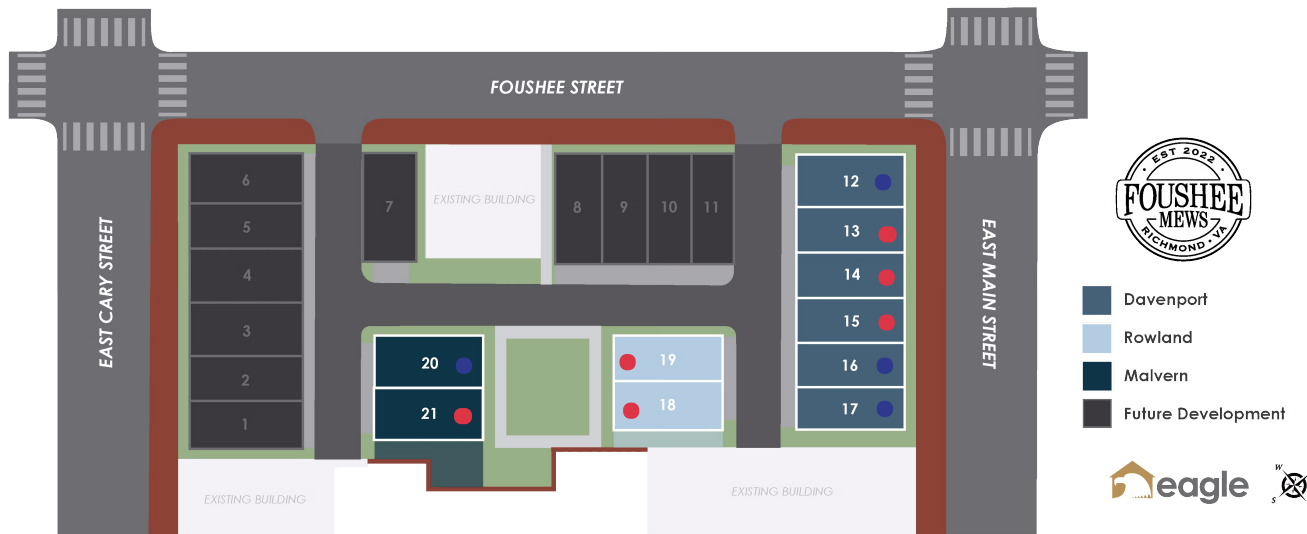 FOUSHEE STREET
EAST CARY STREET
EAST MAIN STREET
6
5
4
3
2
1
7
EXISTING BUILDING
8 9 10 11
12
13
14
15
16
17
20
21
19
18
EXISTING BUILDING
EXISTING BUILDING
EST 2022
FOUSHEE
MEWS
RICHMOND • VA
Davenport
Rowland
Malvern
Future Development
eagle
W
S